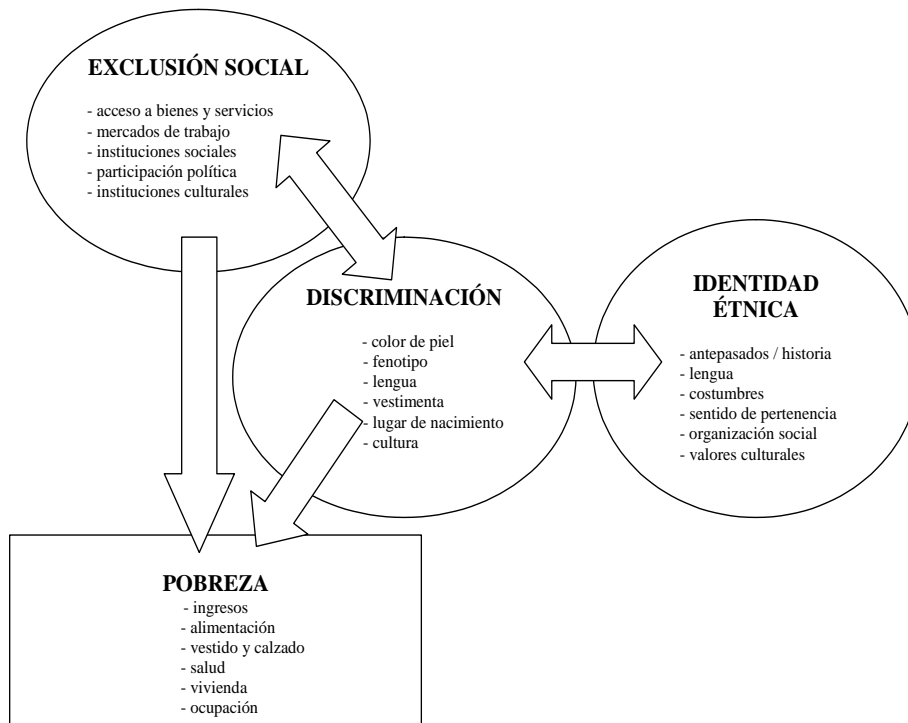 EXCLUSIÓN SOCIAL
- acceso a bienes y servicios
- mercados de trabajo
- instituciones sociales
- participación política
- instituciones culturales
DISCRIMINACIÓN
- color de piel
- fenotipo
- lengua
- vestimenta
- lugar de nacimiento
- cultura
IDENTIDAD
ÉTNICA
- antepasados / historia
- lengua
- costumbres
- sentido de pertenencia
- organización social
- valores culturales
POBREZA
- ingresos
- alimentación
- vestido y calzado
- salud
- vivienda
- ocupación